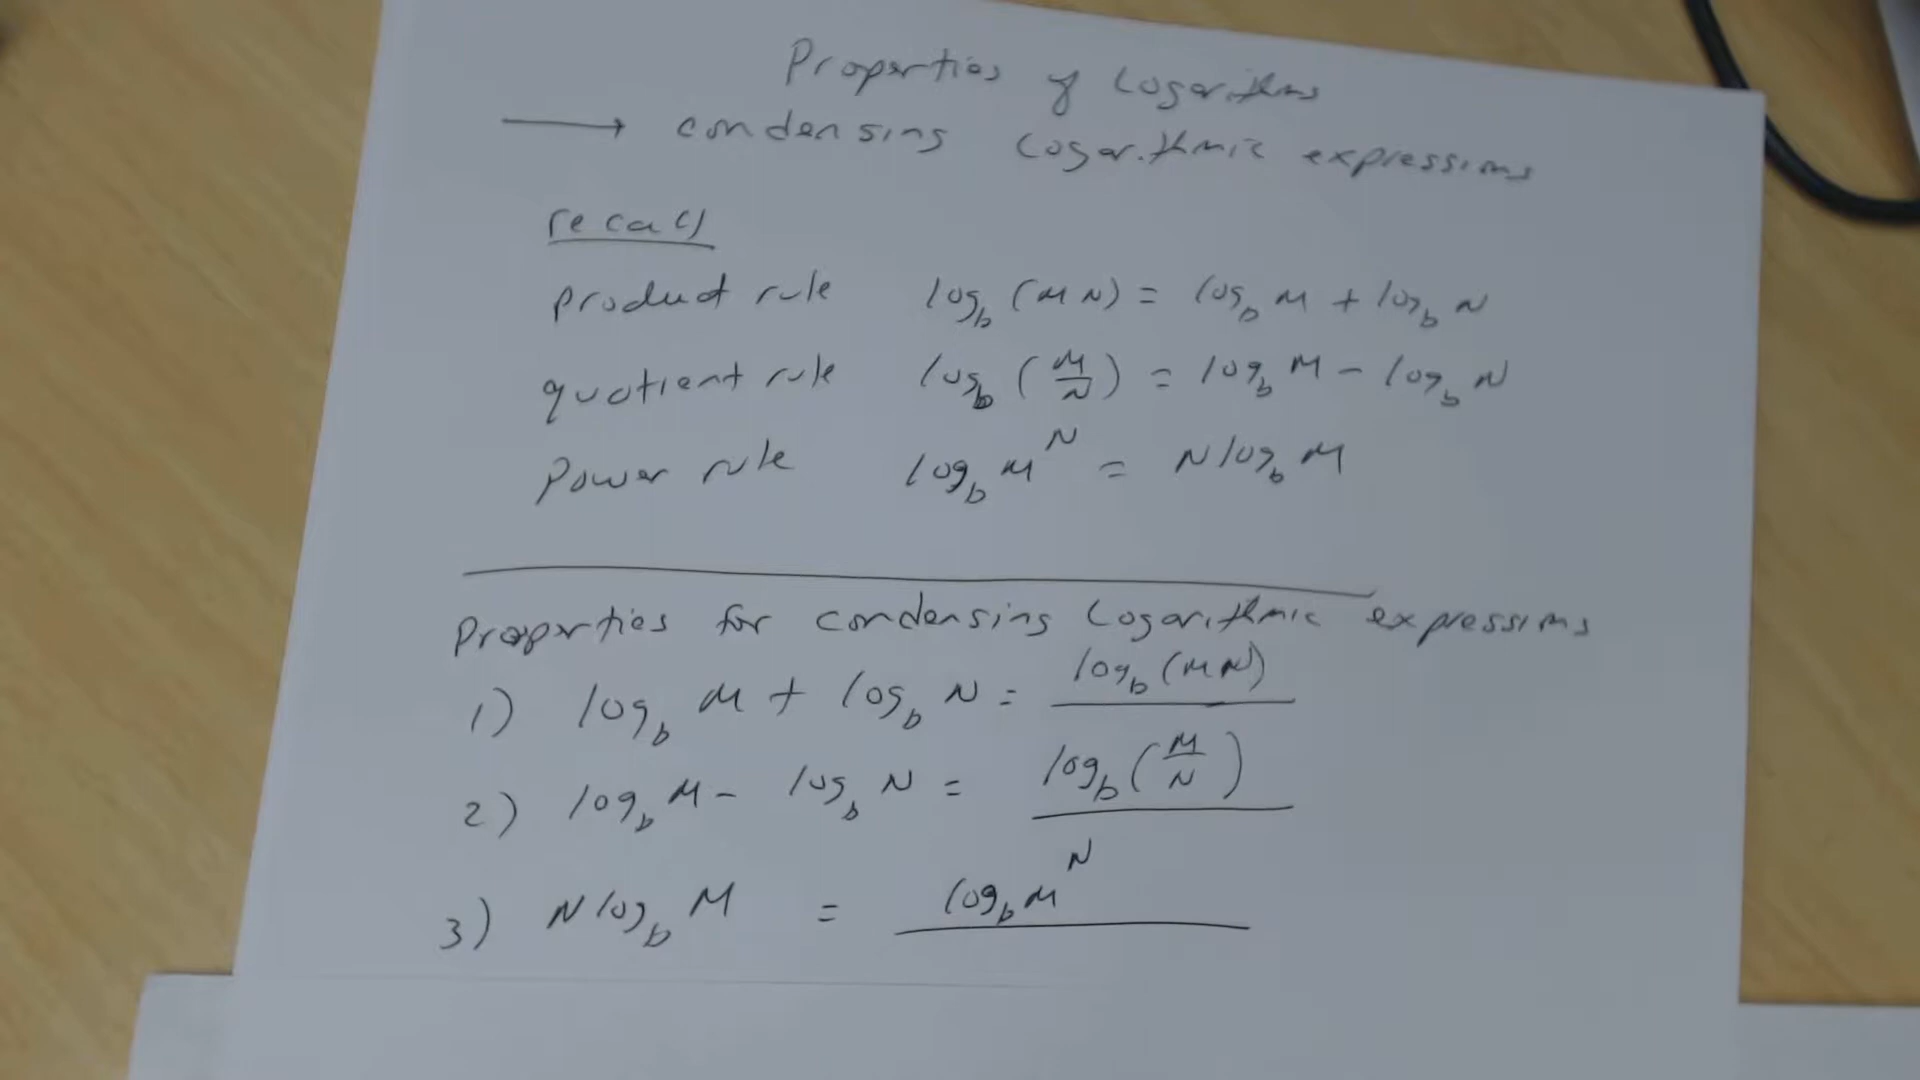 Properties of Logarithms
→ condensing Logarithmic expressions
recall
product rule log_b (MN) = log_b M + log_b N
quotient rule log_b (M/N) = log_b M - log_b N
Power rule log_b M^N = N log_b M
Properties for condensing Logarithmic expressions
1) log_b M + log_b N = log_b (MN)
2) log_b M - log_b N = log_b (M/N)
3) N log_b M = log_b M^N